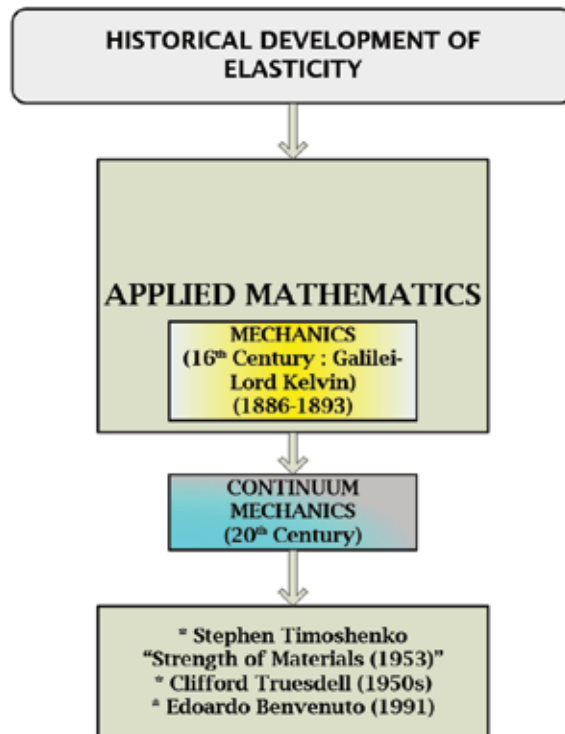 HISTORICAL DEVELOPMENT OF
ELASTICITY
APPLIED MATHEMATICS
MECHANICS
(16th Century : Galilei-
Lord Kelvin)
(1886-1893)
CONTINUUM
MECHANICS
(20th Century)
* Stephen Timoshenko
“Strength of Materials (1953)”
* Clifford Truesdell (1950s)
* Edoardo Benvenuto (1991)